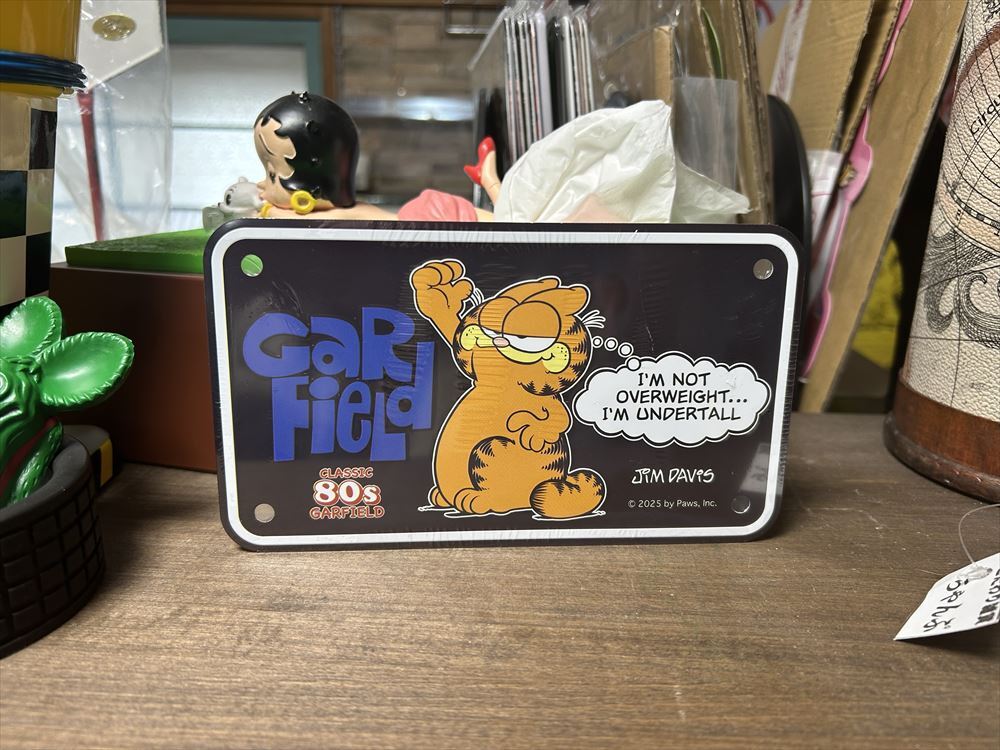 GaRfieLd
I'M NOT
OVERWEIGHT...
I'M UNDERTALL
CLASSIC
80s
GARFIELD
JIM DAVIS
© 2025 by Paws, Inc.